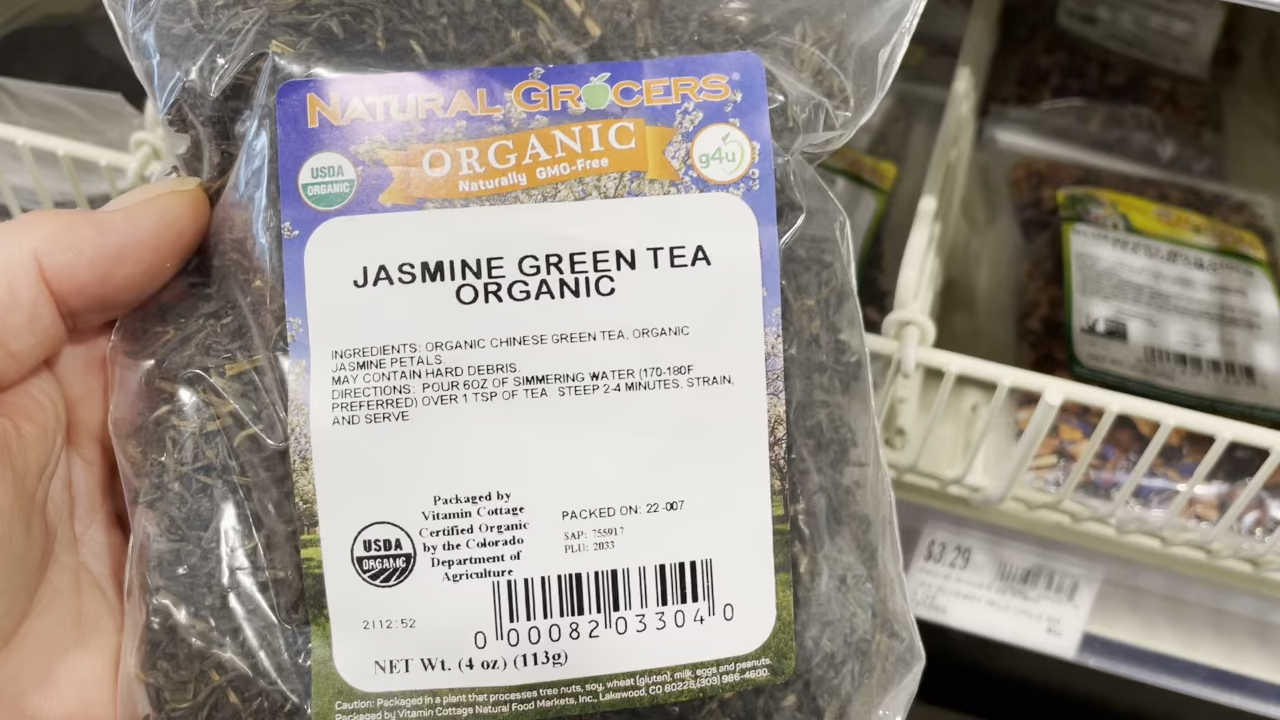 NATURAL GROCERS
ORGANIC
Naturally GMO-Free
USDA
ORGANIC
g4u
JASMINE GREEN TEA
ORGANIC
INGREDIENTS: ORGANIC CHINESE GREEN TEA, ORGANIC
JASMINE PETALS.
MAY CONTAIN HARD DEBRIS.
DIRECTIONS: POUR 6OZ OF SIMMERING WATER (170-180F
PREFERRED) OVER 1 TSP OF TEA. STEEP 2-4 MINUTES, STRAIN,
AND SERVE
Packaged by
Vitamin Cottage
Certified Organic
by the Colorado
Department of
Agriculture
USDA
ORGANIC
PACKED ON: 22-007
SAP: 755917
PLU: 2033
2112:52
0 00082 03304 0
NET Wt. (4 oz) (113g)
Caution: Packaged in a plant that processes tree nuts, soy, wheat (gluten), milk, eggs and peanuts.
Packaged by Vitamin Cottage Natural Food Markets, Inc., Lakewood, CO 80228,(303) 986-4600.
$3.29